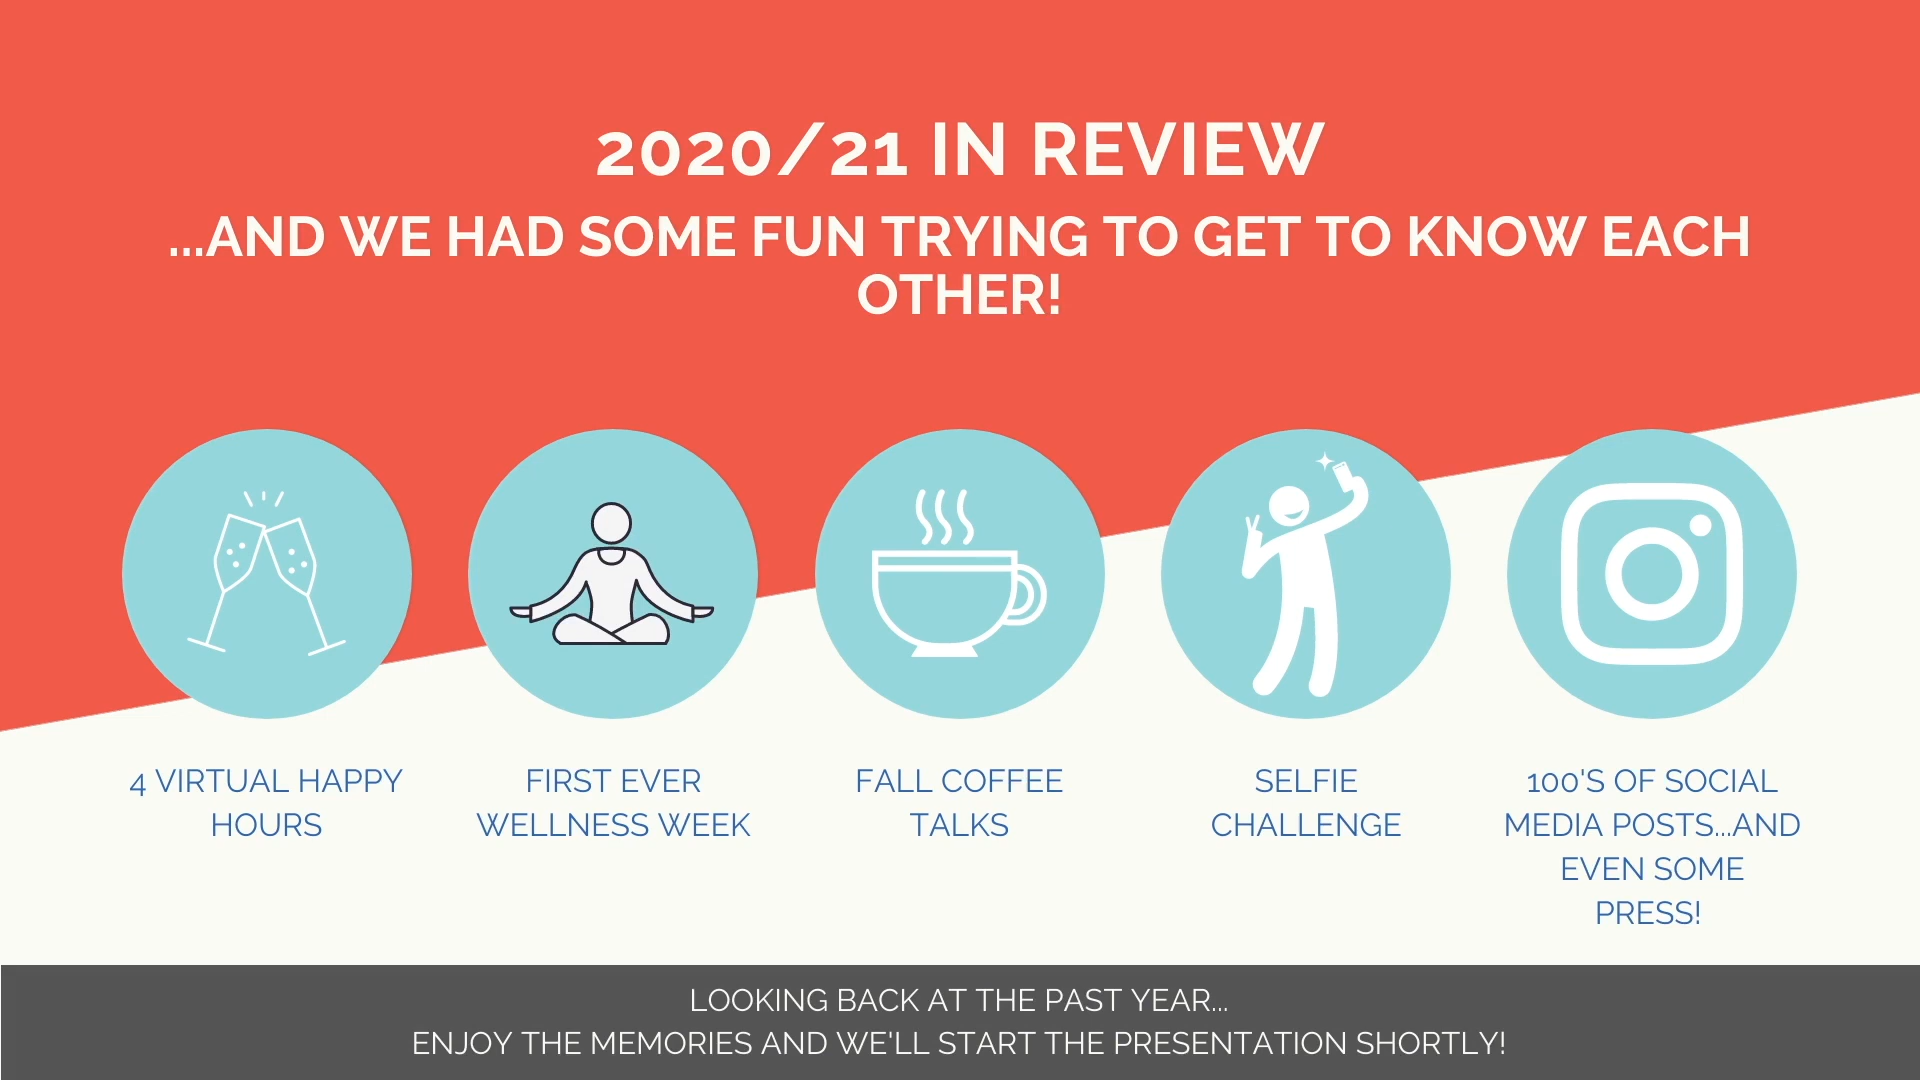 2020/21 IN REVIEW
...AND WE HAD SOME FUN TRYING TO GET TO KNOW EACH
OTHER!
4 VIRTUAL HAPPY
HOURS
FIRST EVER
WELLNESS WEEK
FALL COFFEE
TALKS
SELFIE
CHALLENGE
100'S OF SOCIAL
MEDIA POSTS...AND
EVEN SOME
PRESS!
LOOKING BACK AT THE PAST YEAR...
ENJOY THE MEMORIES AND WE'LL START THE PRESENTATION SHORTLY!